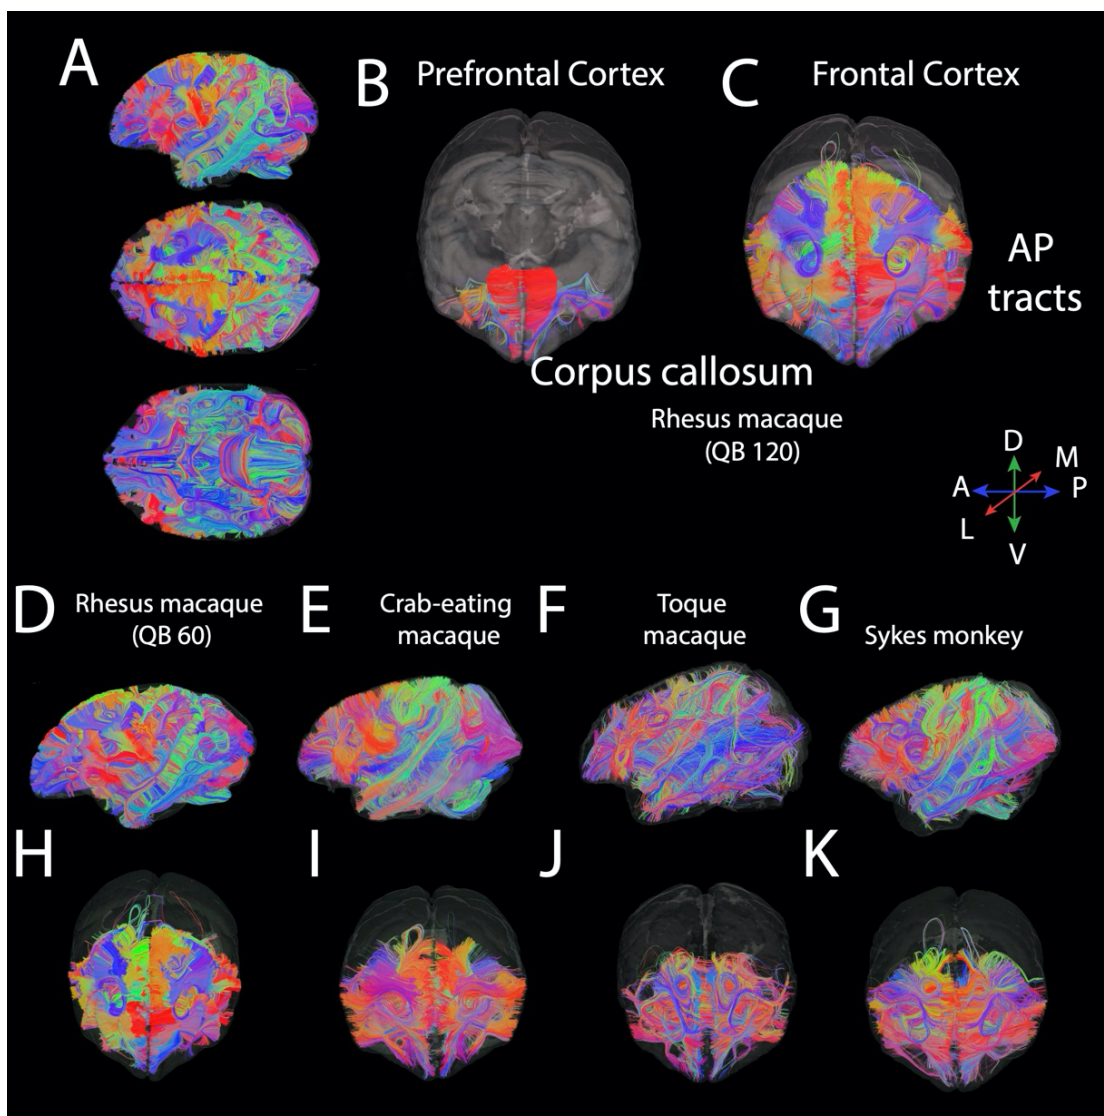 A
B
Prefrontal Cortex
C
Frontal Cortex
AP
tracts
Corpus callosum
Rhesus macaque
(QB 120)
D
M
A
P
L
V
D
Rhesus macaque
(QB 60)
E
Crab-eating
macaque
F
Toque
macaque
G
Sykes monkey
H
I
J
K